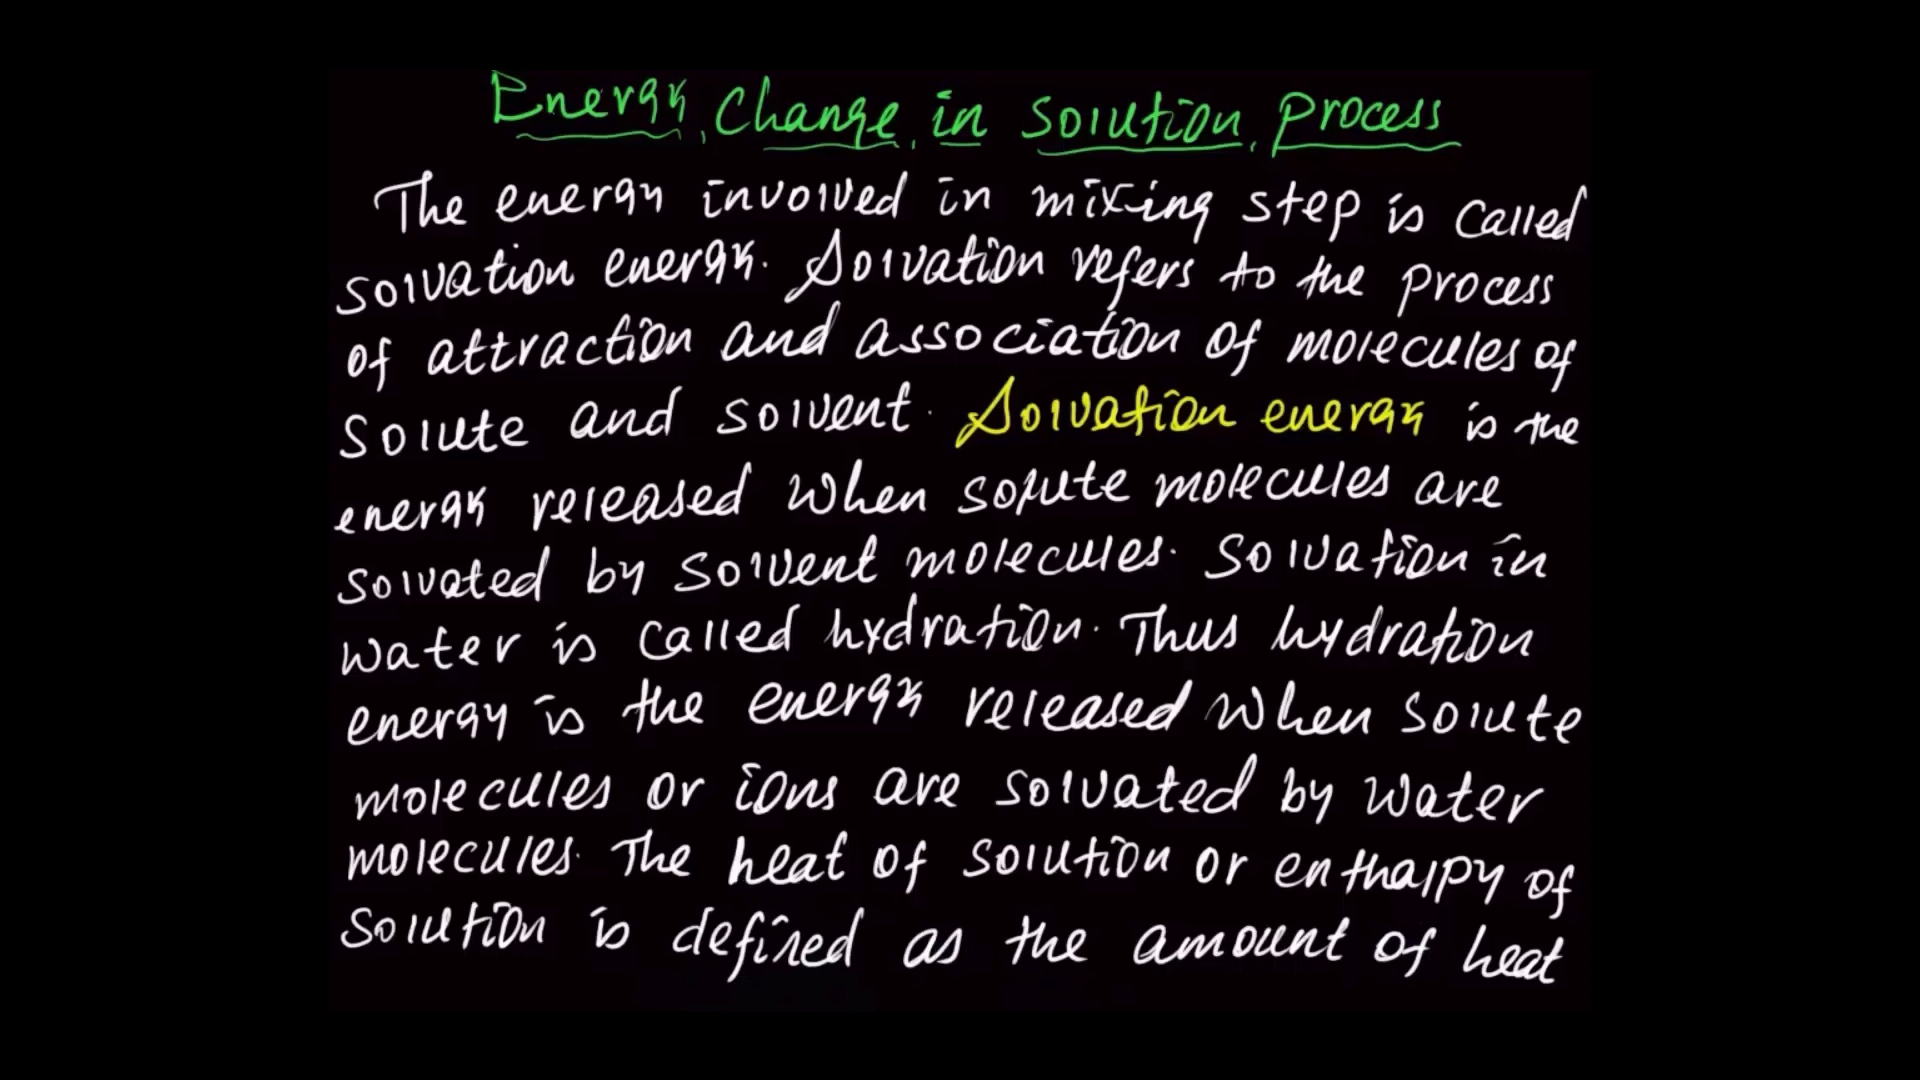 Energy Change in Solution Process
The energy involved in mixing step is called
solvation energy. Solvation refers to the process
of attraction and association of molecules of
solute and solvent. Solvation energy is the
energy released when solute molecules are
solvated by solvent molecules. Solvation in
water is called hydration. Thus hydration
energy is the energy released when solute
molecules or ions are solvated by water
molecules. The heat of solution or enthalpy of
solution is defined as the amount of heat